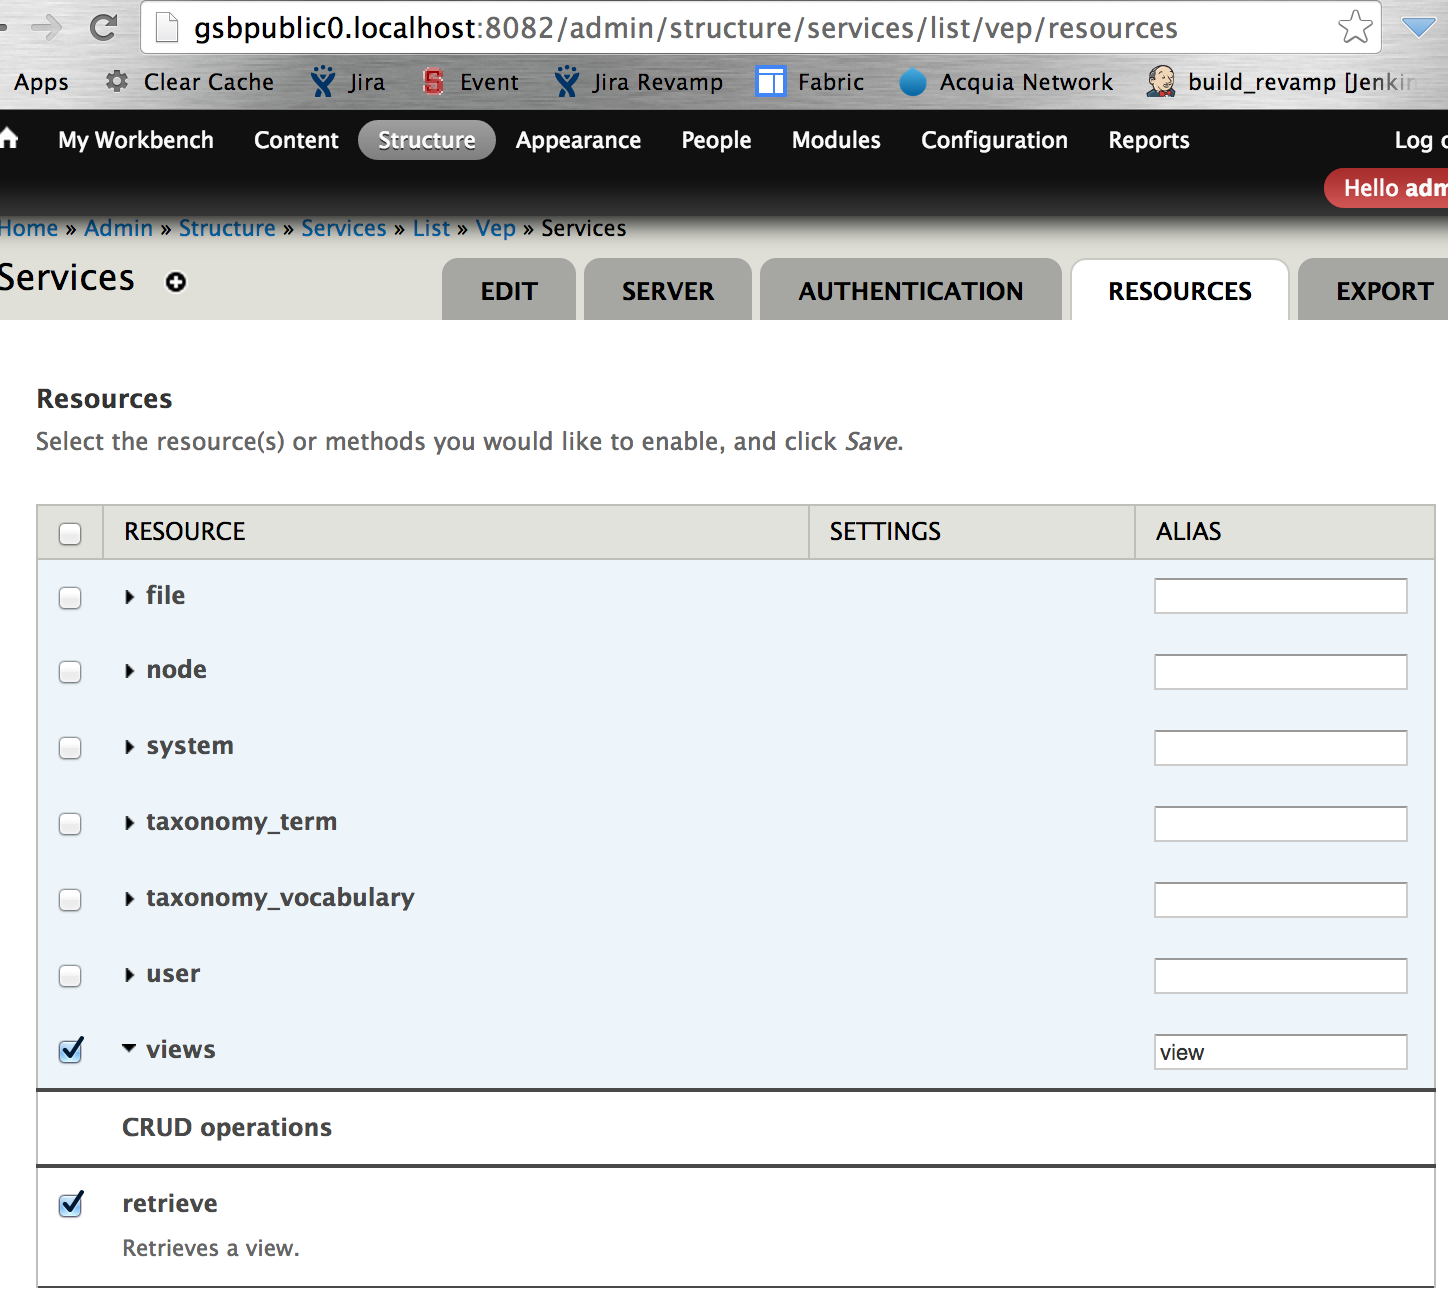 gsbpublic0.localhost:8082/admin/structure/services/list/vep/resources
Apps Clear Cache Jira Event Jira Revamp Fabric Acquia Network build_revamp [Jenkin
My Workbench Content Structure Appearance People Modules Configuration Reports Log
Hello adm
Home » Admin » Structure » Services » List » Vep » Services
Services EDIT SERVER AUTHENTICATION RESOURCES EXPORT
Resources
Select the resource(s) or methods you would like to enable, and click Save.
RESOURCE SETTINGS ALIAS
file
node
system
taxonomy_term
taxonomy_vocabulary
user
views view
CRUD operations
retrieve
Retrieves a view.